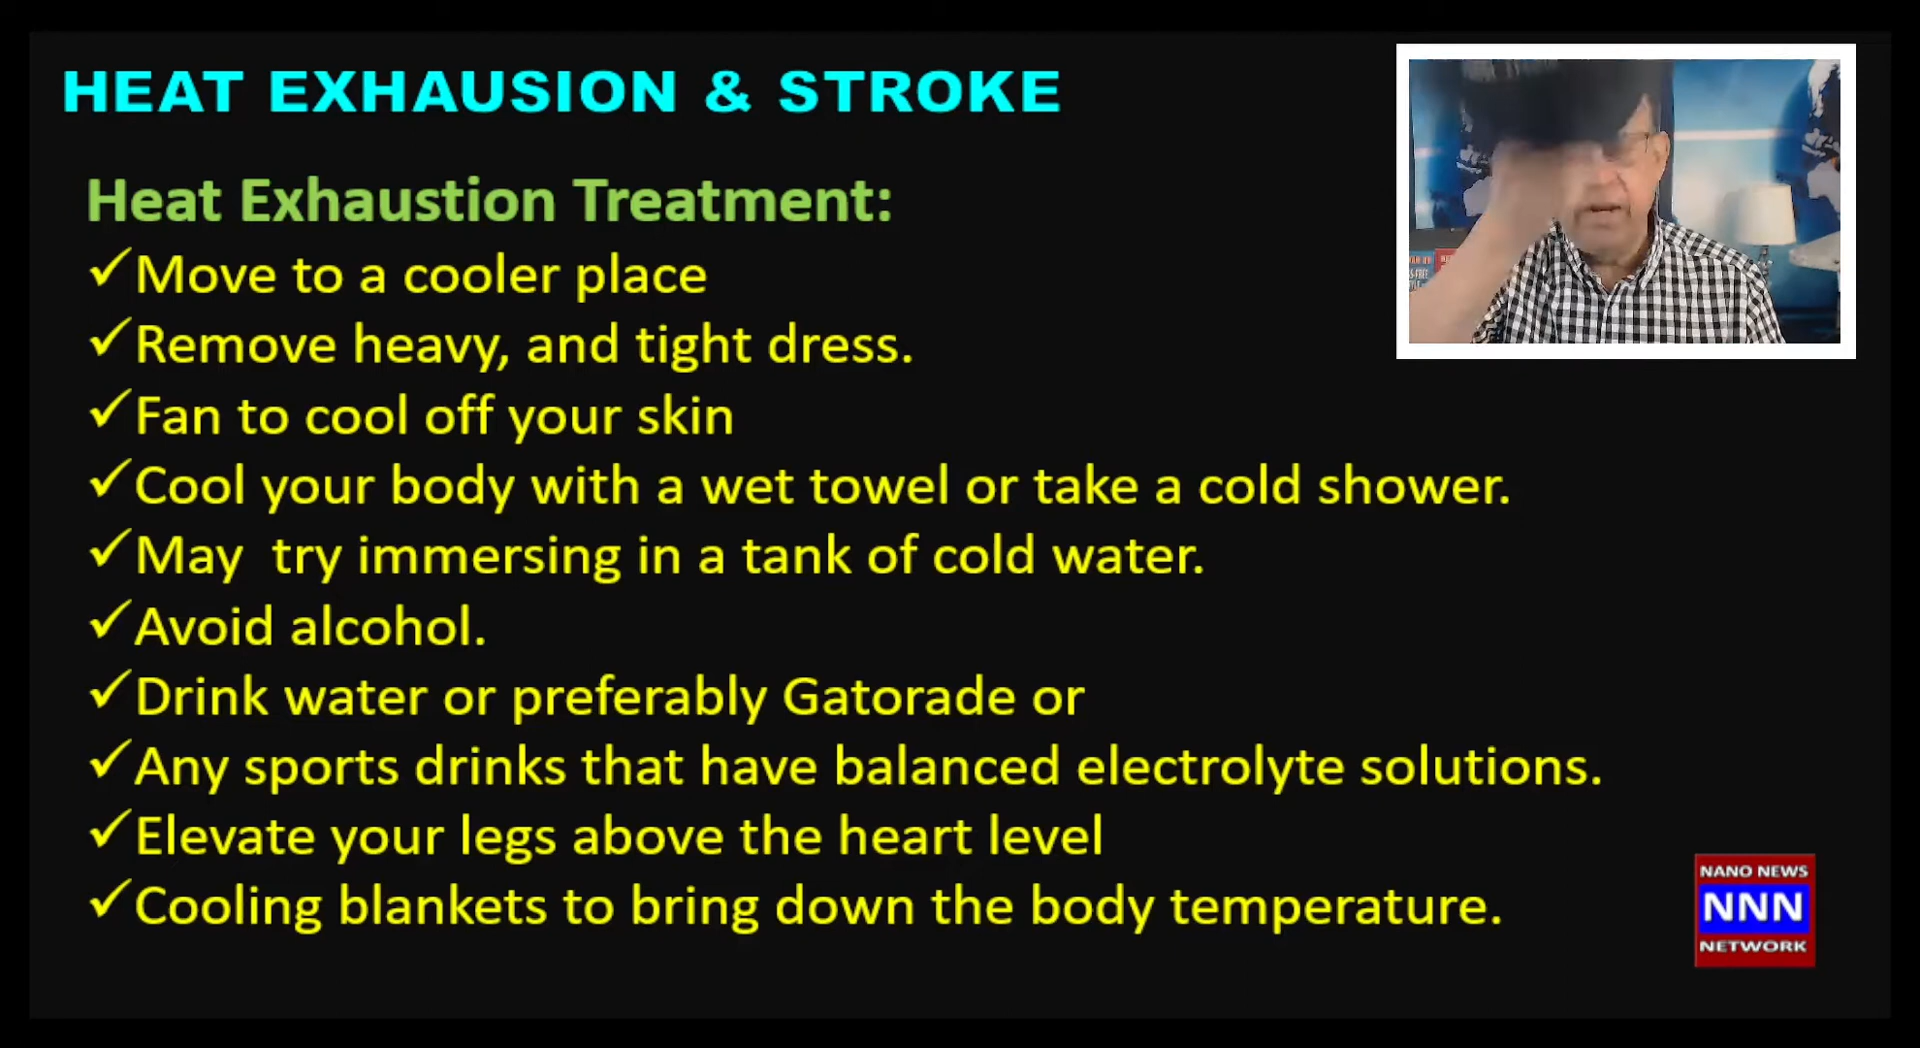 HEAT EXHAUSION & STROKE
Heat Exhaustion Treatment:
✓Move to a cooler place
✓Remove heavy, and tight dress.
✓Fan to cool off your skin
✓Cool your body with a wet towel or take a cold shower.
✓May  try immersing in a tank of cold water.
✓Avoid alcohol.
✓Drink water or preferably Gatorade or
✓Any sports drinks that have balanced electrolyte solutions.
✓Elevate your legs above the heart level
✓Cooling blankets to bring down the body temperature.
NANO NEWS
NNN
NETWORK